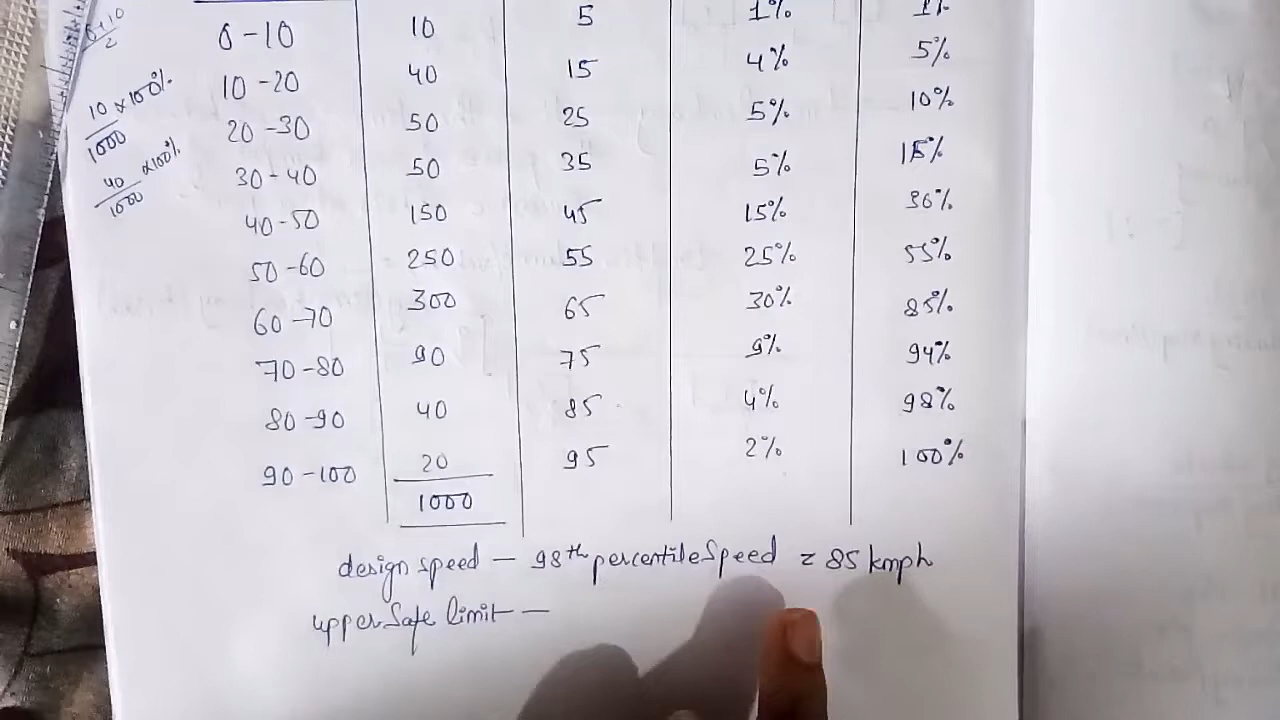 0+10
2
0-10 10 5 1% 1%
10-20 40 15 4% 5%
10 x 100%
1000
20-30 50 25 5% 10%
40 x 100%
1000
30-40 50 35 5% 15%
40-50 150 45 15% 30%
50-60 250 55 25% 55%
60-70 300 65 30% 85%
70-80 90 75 9% 94%
80-90 40 85 4% 98%
90-100 20 95 2% 100%
1000
design speed - 98th percentile Speed = 85 kmph
upper Safe limit -